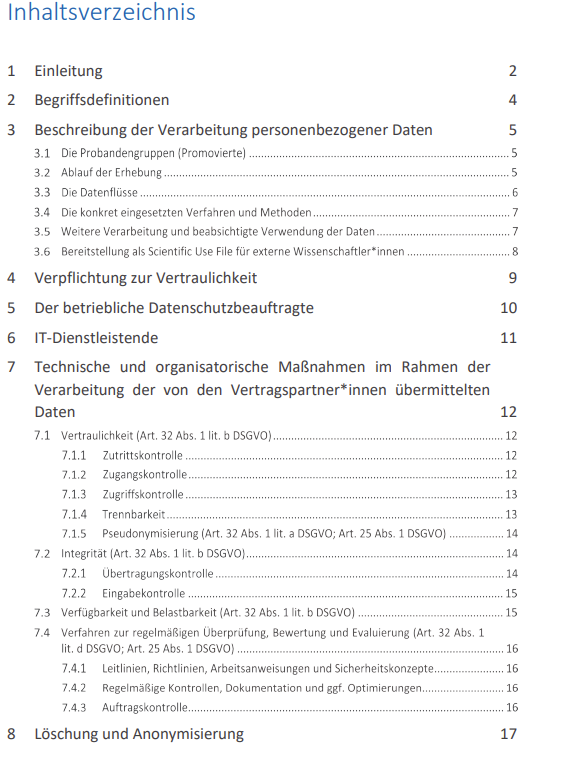 Inhaltsverzeichnis
1 Einleitung 2
2 Begriffsdefinitionen 4
3 Beschreibung der Verarbeitung personenbezogener Daten 5
3.1 Die Probandengruppen (Promovierte) 5
3.2 Ablauf der Erhebung 5
3.3 Die Datenflüsse 6
3.4 Die konkret eingesetzten Verfahren und Methoden 7
3.5 Weitere Verarbeitung und beabsichtigte Verwendung der Daten 7
3.6 Bereitstellung als Scientific Use File für externe Wissenschaftler*innen 8
4 Verpflichtung zur Vertraulichkeit 9
5 Der betriebliche Datenschutzbeauftragte 10
6 IT-Dienstleistende 11
7 Technische und organisatorische Maßnahmen im Rahmen der
Verarbeitung der von den Vertragspartner*innen übermittelten
Daten 12
7.1 Vertraulichkeit (Art. 32 Abs. 1 lit. b DSGVO) 12
7.1.1 Zutrittskontrolle 12
7.1.2 Zugangskontrolle 12
7.1.3 Zugriffskontrolle 13
7.1.4 Trennbarkeit 13
7.1.5 Pseudonymisierung (Art. 32 Abs. 1 lit. a DSGVO; Art. 25 Abs. 1 DSGVO) 14
7.2 Integrität (Art. 32 Abs. 1 lit. b DSGVO) 14
7.2.1 Übertragungskontrolle 14
7.2.2 Eingabekontrolle 15
7.3 Verfügbarkeit und Belastbarkeit (Art. 32 Abs. 1 lit. b DSGVO) 15
7.4 Verfahren zur regelmäßigen Überprüfung, Bewertung und Evaluierung (Art. 32 Abs. 1
lit. d DSGVO; Art. 25 Abs. 1 DSGVO) 16
7.4.1 Leitlinien, Richtlinien, Arbeitsanweisungen und Sicherheitskonzepte 16
7.4.2 Regelmäßige Kontrollen, Dokumentation und ggf. Optimierungen 16
7.4.3 Auftragskontrolle 16
8 Löschung und Anonymisierung 17